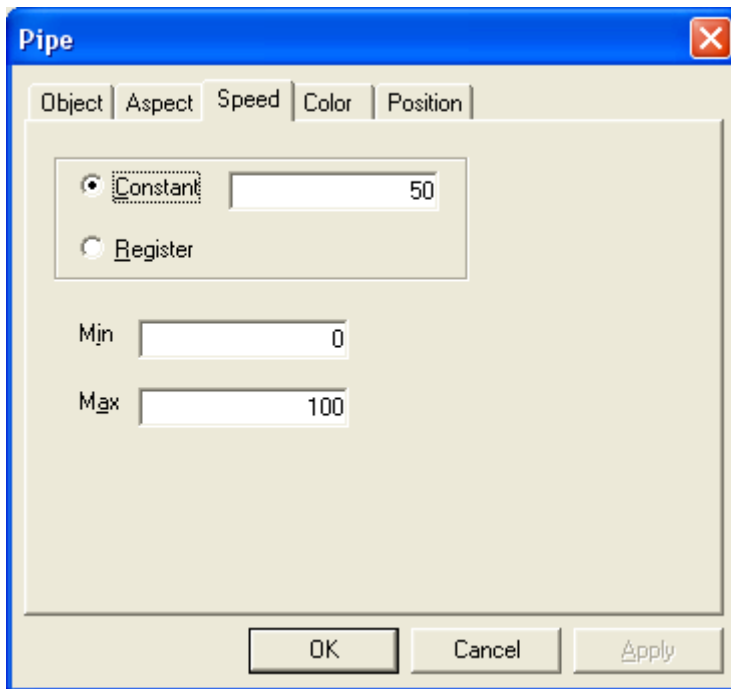 Pipe
Object Aspect Speed Color Position
Constant 50
Register
Min 0
Max 100
OK Cancel Apply